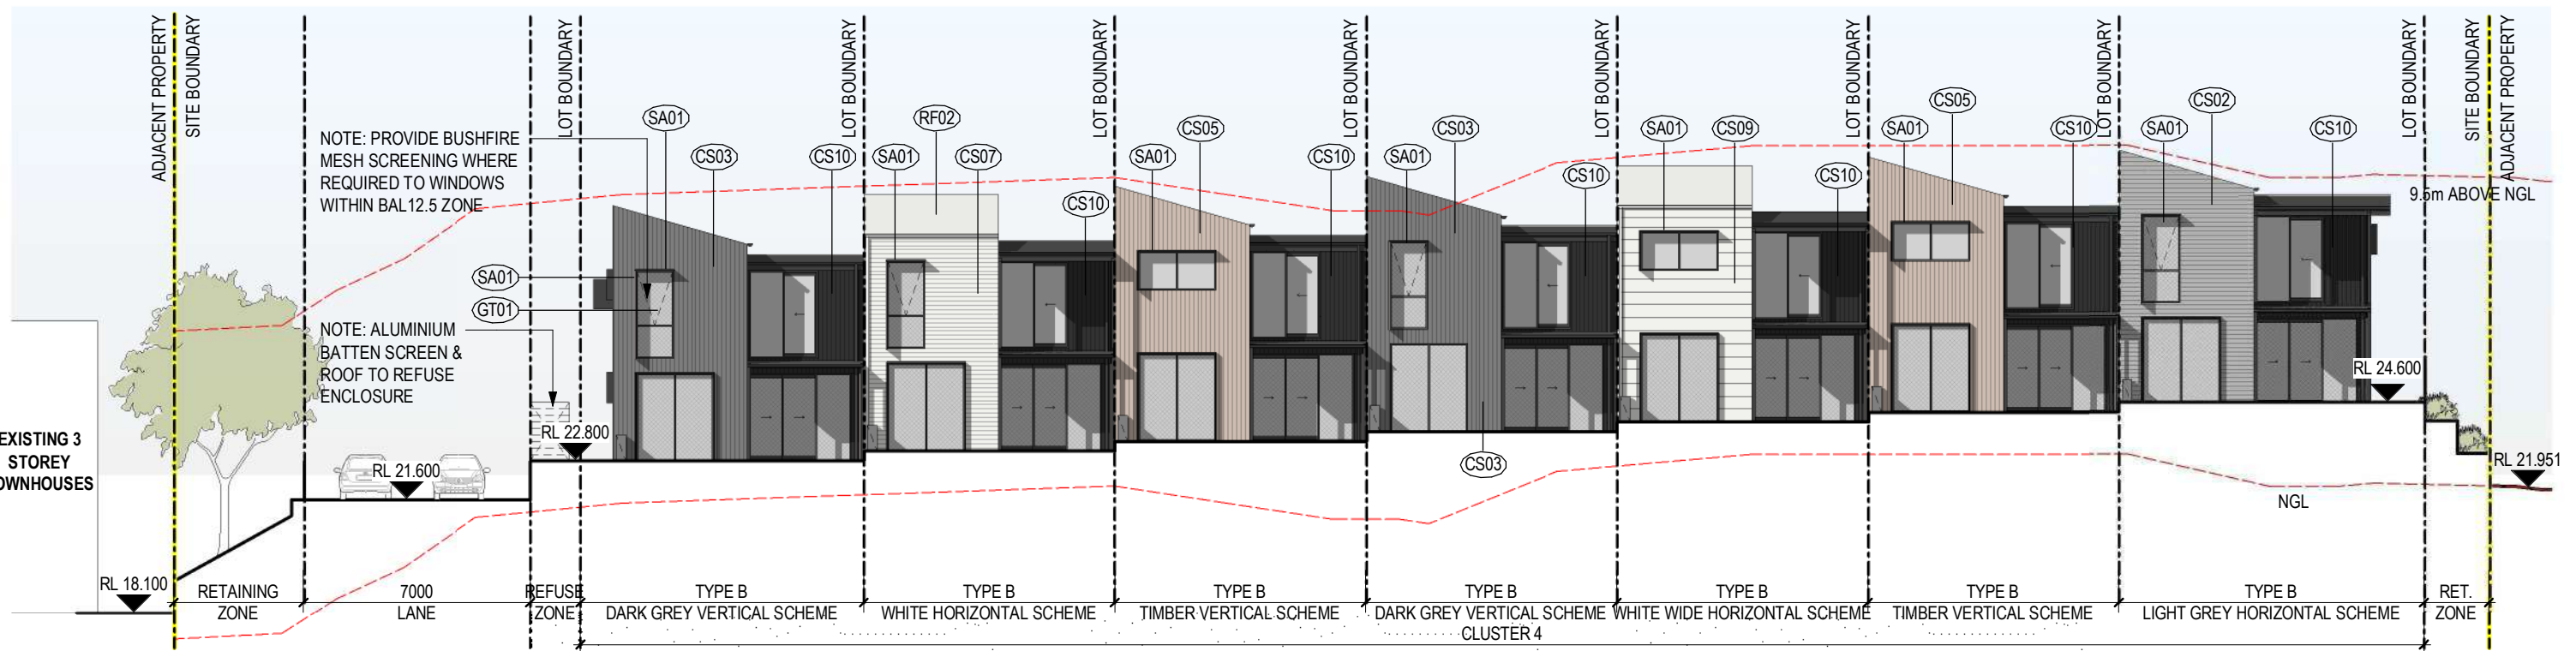 ADJACENT PROPERTY
SITE BOUNDARY
LOT BOUNDARY
LOT BOUNDARY
LOT BOUNDARY
LOT BOUNDARY
LOT BOUNDARY
LOT BOUNDARY
LOT BOUNDARY
LOT BOUNDARY
SITE BOUNDARY
ADJACENT PROPERTY
NOTE: PROVIDE BUSHFIRE
MESH SCREENING WHERE
REQUIRED TO WINDOWS
WITHIN BAL12.5 ZONE
SA01
CS03
CS10
SA01
GT01
RF02
SA01
CS07
CS10
CS05
SA01
CS10
CS03
SA01
CS10
CS03
SA01
CS09
CS10
CS05
SA01
CS10
CS02
SA01
CS10
9.5m ABOVE NGL
NOTE: ALUMINIUM
BATTEN SCREEN &
ROOF TO REFUSE
ENCLOSURE
EXISTING 3
STOREY
OWNHOUSES
RL 18.100
RL 21.600
RL 22.800
RL 24.600
RL 21.951
NGL
RETAINING
ZONE
7000
LANE
REFUSE
ZONE
TYPE B
DARK GREY VERTICAL SCHEME
TYPE B
WHITE HORIZONTAL SCHEME
TYPE B
TIMBER VERTICAL SCHEME
TYPE B
DARK GREY VERTICAL SCHEME
TYPE B
WHITE WIDE HORIZONTAL SCHEME
TYPE B
TIMBER VERTICAL SCHEME
TYPE B
LIGHT GREY HORIZONTAL SCHEME
RET.
ZONE
CLUSTER 4